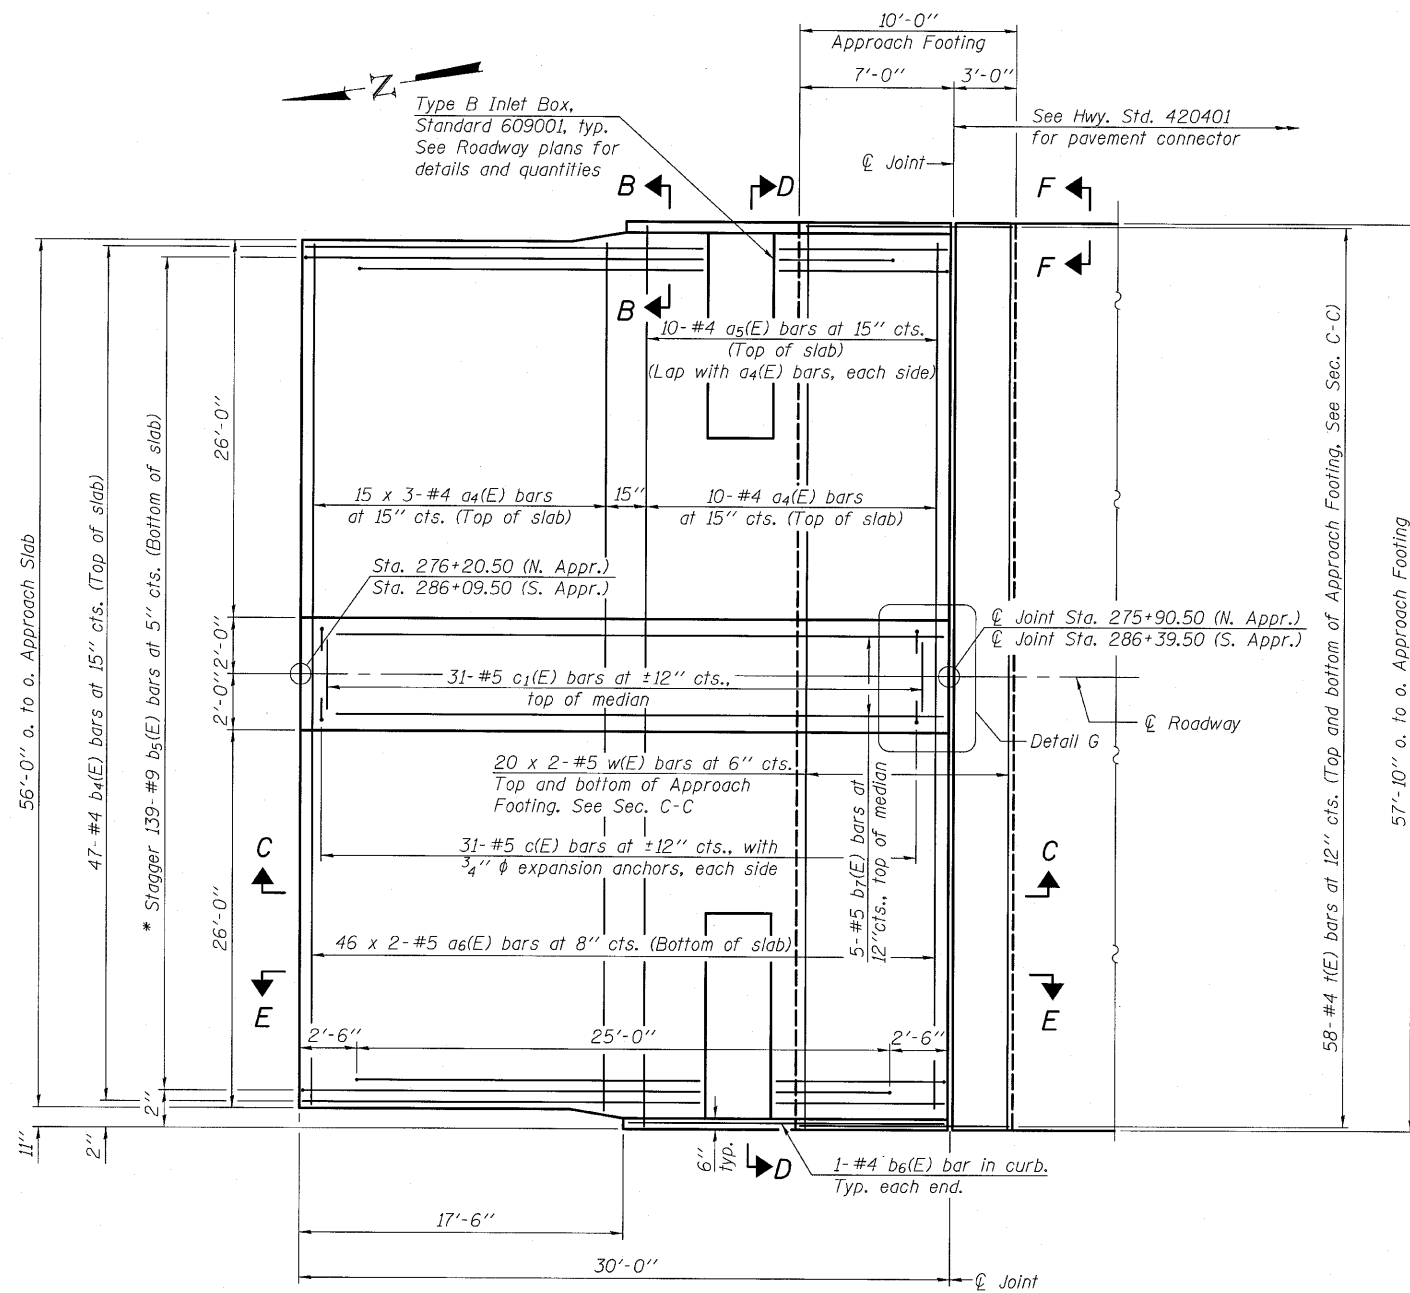 10'-0"
Approach Footing
7'-0"
3'-0"
Z
Type B Inlet Box,
Standard 609001, typ.
See Roadway plans for
details and quantities
See Hwy. Std. 420401
for pavement connector
℄ Joint
B
D
F
F
B
10-#4 a5(E) bars at 15" cts.
(Top of slab)
(Lap with a4(E) bars, each side)
56'-0" o. to o. Approach Slab
47-#4 b4(E) bars at 15" cts. (Top of slab)
* Stagger 139-#9 b5(E) bars at 5" cts. (Bottom of slab)
26'-0"
15 x 3-#4 a4(E) bars
at 15" cts. (Top of slab)
15"
10-#4 a4(E) bars
at 15" cts. (Top of slab)
58-#4 t(E) bars at 12" cts. (Top and bottom of Approach Footing, See Sec. C-C)
57'-10" o. to o. Approach Footing
Sta. 276+20.50 (N. Appr.)
Sta. 286+09.50 (S. Appr.)
℄ Joint Sta. 275+90.50 (N. Appr.)
℄ Joint Sta. 286+39.50 (S. Appr.)
2'-0"
2'-0"
31-#5 c1(E) bars at ±12" cts.,
top of median
℄ Roadway
Detail G
20 x 2-#5 w(E) bars at 6" cts.
Top and bottom of Approach
Footing. See Sec. C-C
5-#5 b7(E) bars at
12"cts., top of median
31-#5 c(E) bars at ±12" cts., with
3/4" ϕ expansion anchors, each side
C
C
26'-0"
46 x 2-#5 a6(E) bars at 8" cts. (Bottom of slab)
E
E
2'-6"
25'-0"
2'-6"
11"
2"
2"
6"
typ.
D
1-#4 b6(E) bar in curb.
Typ. each end.
17'-6"
30'-0"
℄ Joint